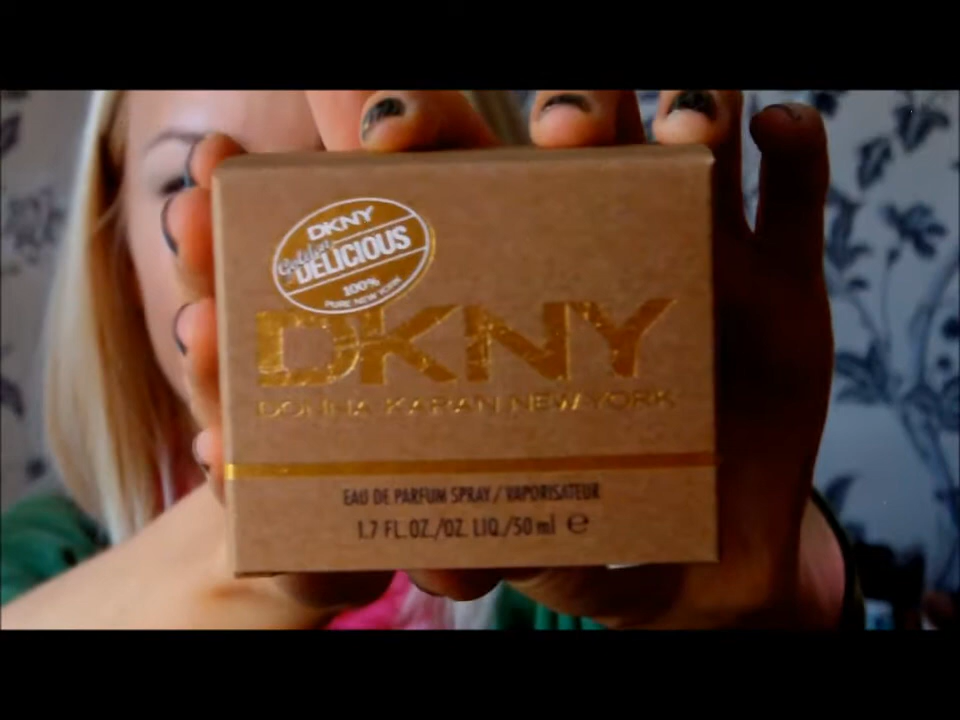 DKNY
Golden
DELICIOUS
100%
PURE NEW YORK
DKNY
DONNA KARAN NEW YORK
EAU DE PARFUM SPRAY / VAPORISATEUR
1.7 FL.OZ./OZ. LIQ./50 ml ℮